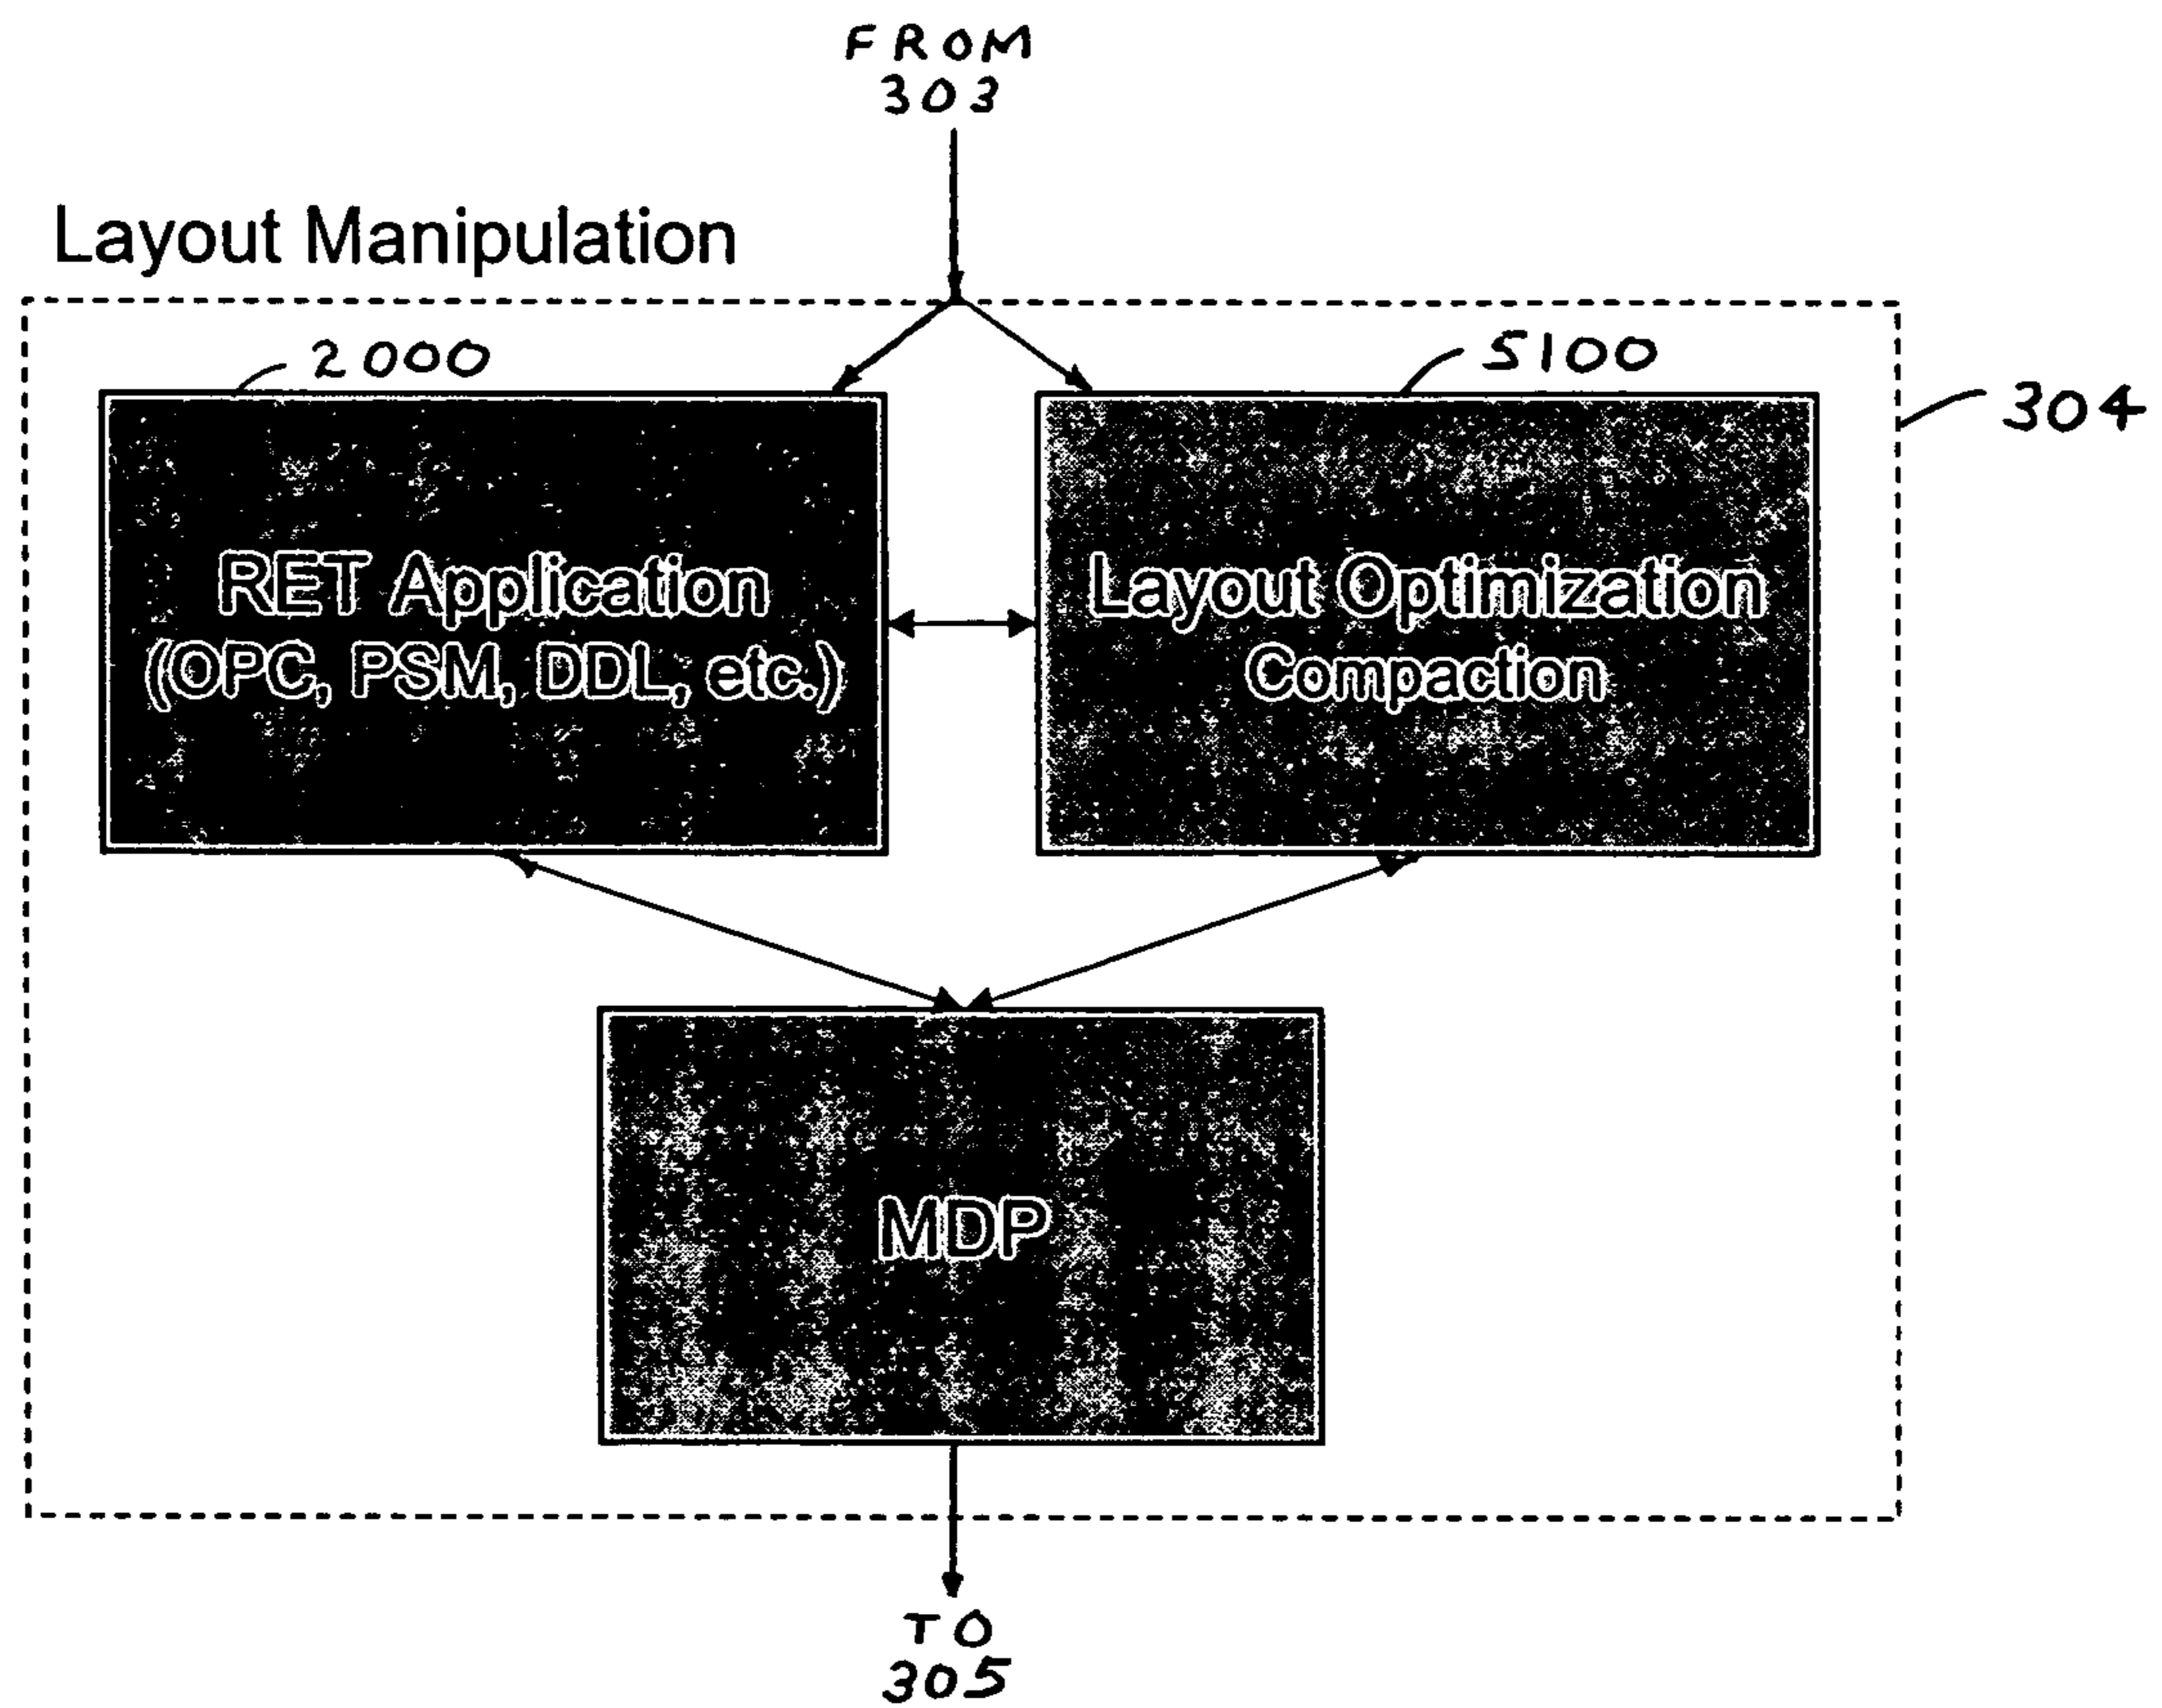 FROM
303
Layout Manipulation
2000
5100
304
RET Application
(OPC, PSM, DDL, etc.)
Layout Optimization
Compaction
MDP
TO
305